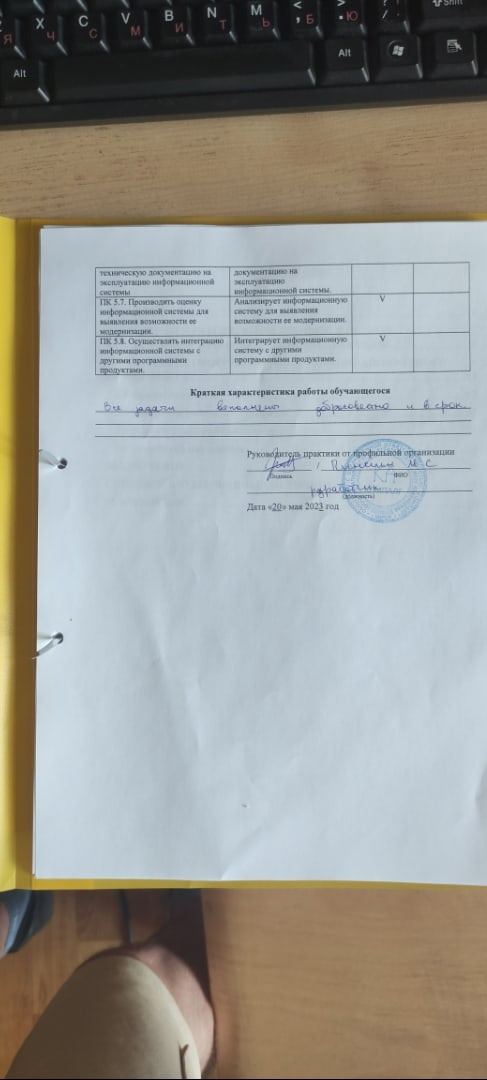 Я Х C С V М B И N Т M Ь < , Б > . Ю ? / . Shift
Alt Alt
техническую документацию на эксплуатацию информационной системы
документацию на эксплуатацию информационной системы.
ПК 5.7. Производить оценку информационной системы для выявления возможности ее модернизации.
Анализирует информационную систему для выявления возможности ее модернизации.
V
ПК 5.8. Осуществлять интеграцию информационной системы с другими программными продуктами.
Интегрирует информационную систему с другими программными продуктами.
V
Краткая характеристика работы обучающегося
Все задачи выполнены добросовестно и в срок
Руководитель практики от профильной организации
М С
подпись ФИО
разработчик
(должность)
Дата «20» мая 2023 год